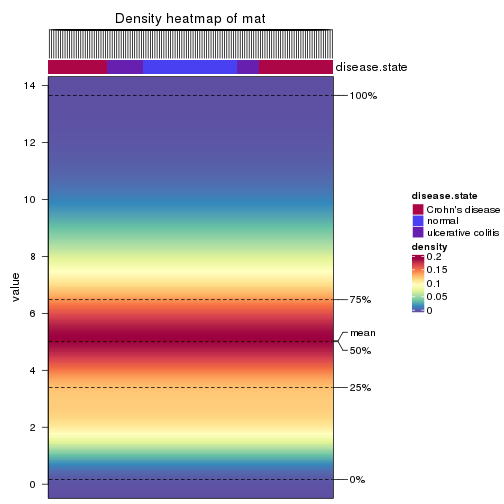 Density heatmap of mat
disease.state
14
12
10
8
6
4
2
0
value
100%
75%
mean
50%
25%
0%
disease.state
Crohn's disease
normal
ulcerative colitis
density
0.2
0.15
0.1
0.05
0